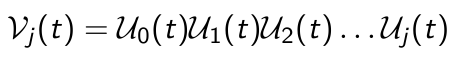 𝒱ⱼ(t) = 𝒰₀(t)𝒰₁(t)𝒰₂(t) … 𝒰ⱼ(t)